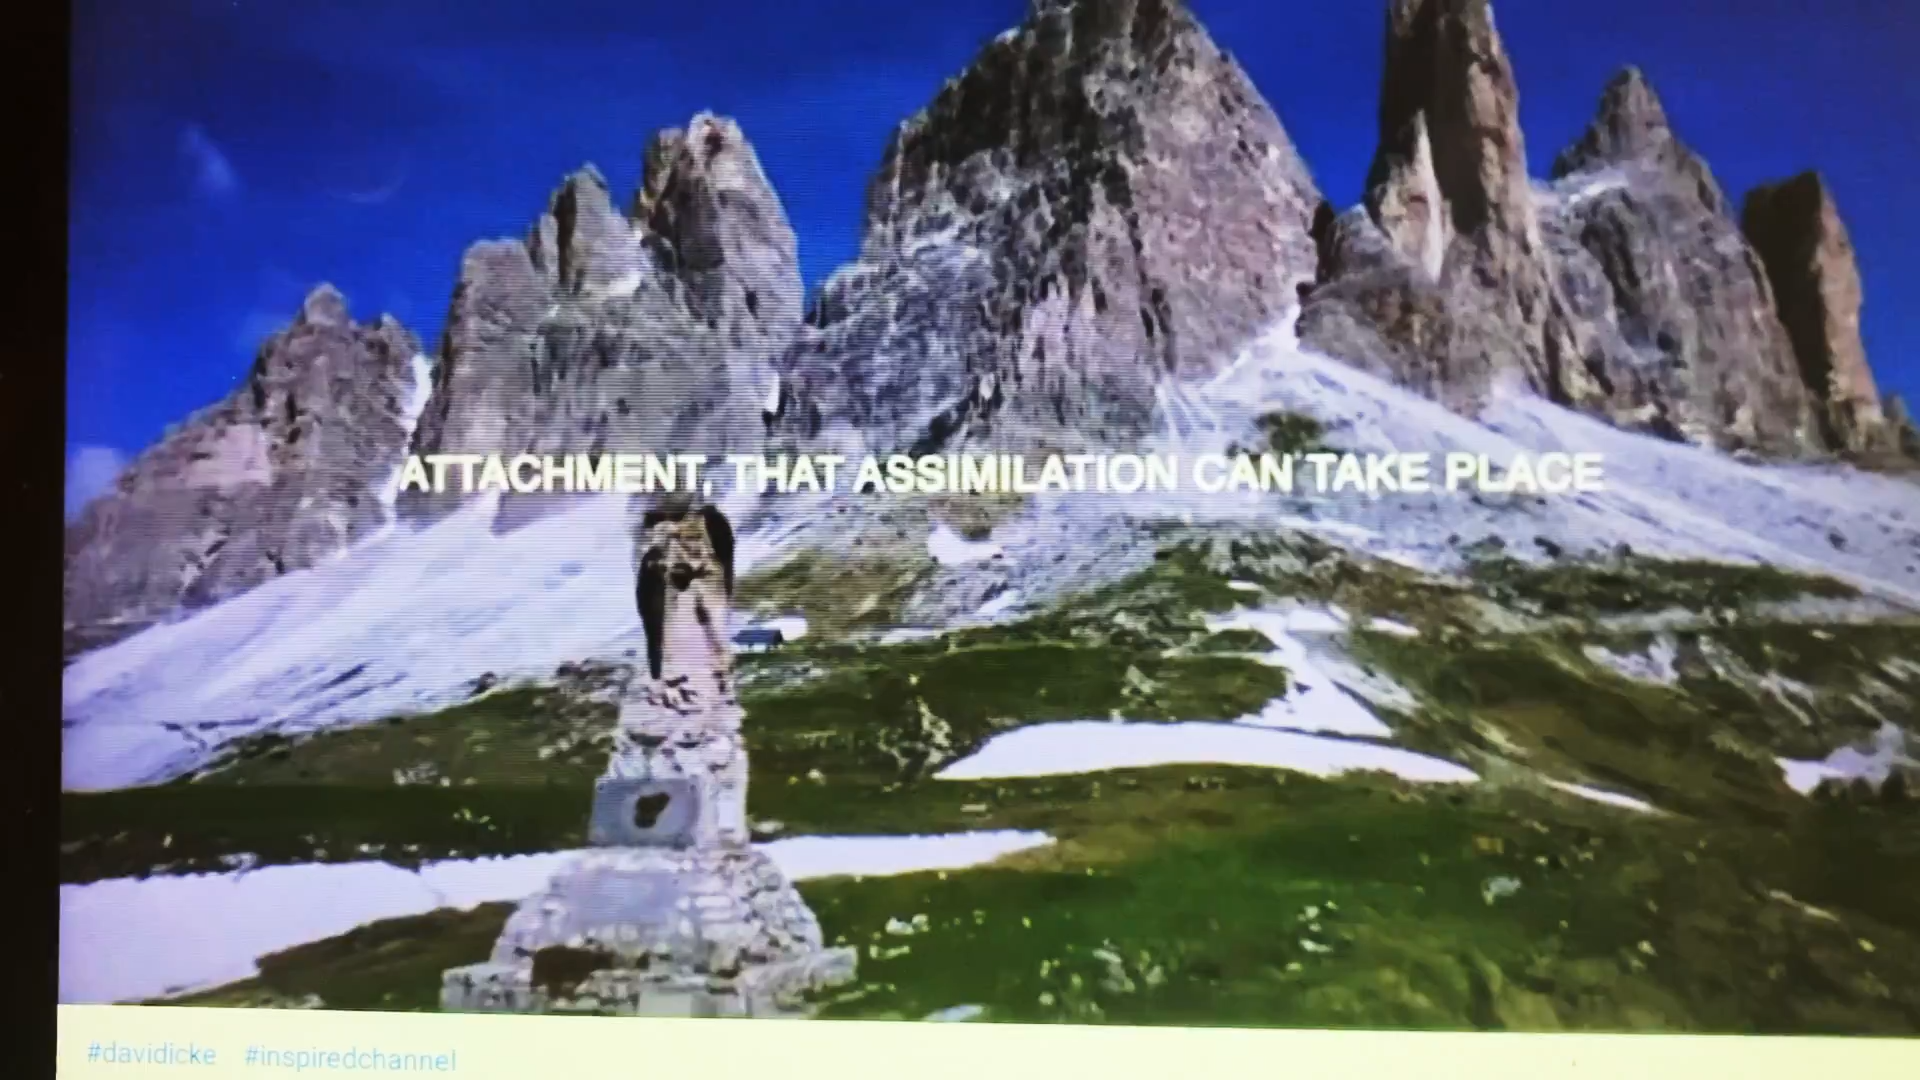 ATTACHMENT, THAT ASSIMILATION CAN TAKE PLACE
#davidicke #inspiredchannel